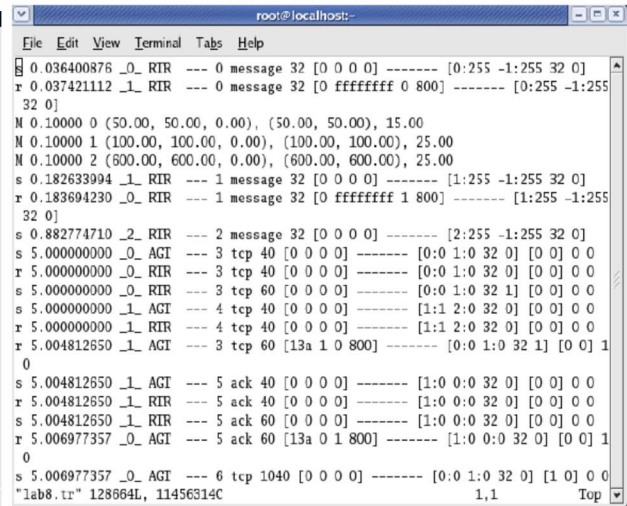 root@localhost:~
File Edit View Terminal Tabs Help
s 0.036400876 _0_ RTR --- 0 message 32 [0 0 0 0] ------- [0:255 -1:255 32 0]
r 0.037421112 _1_ RTR --- 0 message 32 [0 ffffffff 0 800] ------- [0:255 -1:255
32 0]
M 0.10000 0 (50.00, 50.00, 0.00), (50.00, 50.00), 15.00
M 0.10000 1 (100.00, 100.00, 0.00), (100.00, 100.00), 25.00
M 0.10000 2 (600.00, 600.00, 0.00), (600.00, 600.00), 25.00
s 0.182633994 _1_ RTR --- 1 message 32 [0 0 0 0] ------- [1:255 -1:255 32 0]
r 0.183694230 _0_ RTR --- 1 message 32 [0 ffffffff 1 800] ------- [1:255 -1:255
32 0]
s 0.882774710 _2_ RTR --- 2 message 32 [0 0 0 0] ------- [2:255 -1:255 32 0]
s 5.000000000 _0_ AGT --- 3 tcp 40 [0 0 0 0] ------- [0:0 1:0 32 0] [0 0] 0 0
r 5.000000000 _0_ RTR --- 3 tcp 40 [0 0 0 0] ------- [0:0 1:0 32 0] [0 0] 0 0
s 5.000000000 _0_ RTR --- 3 tcp 60 [0 0 0 0] ------- [0:0 1:0 32 1] [0 0] 0 0
s 5.000000000 _1_ AGT --- 4 tcp 40 [0 0 0 0] ------- [1:1 2:0 32 0] [0 0] 0 0
r 5.000000000 _1_ RTR --- 4 tcp 40 [0 0 0 0] ------- [1:1 2:0 32 0] [0 0] 0 0
r 5.004812650 _1_ AGT --- 3 tcp 60 [13a 1 0 800] ------- [0:0 1:0 32 1] [0 0] 1
0
s 5.004812650 _1_ AGT --- 5 ack 40 [0 0 0 0] ------- [1:0 0:0 32 0] [0 0] 0 0
r 5.004812650 _1_ RTR --- 5 ack 40 [0 0 0 0] ------- [1:0 0:0 32 0] [0 0] 0 0
s 5.004812650 _1_ RTR --- 5 ack 60 [0 0 0 0] ------- [1:0 0:0 32 0] [0 0] 0 0
r 5.006977357 _0_ AGT --- 5 ack 60 [13a 0 1 800] ------- [1:0 0:0 32 0] [0 0] 1
0
s 5.006977357 _0_ AGT --- 6 tcp 1040 [0 0 0 0] ------- [0:0 1:0 32 0] [1 0] 0 0
"lab8.tr" 128664L, 11456314C 1,1 Top